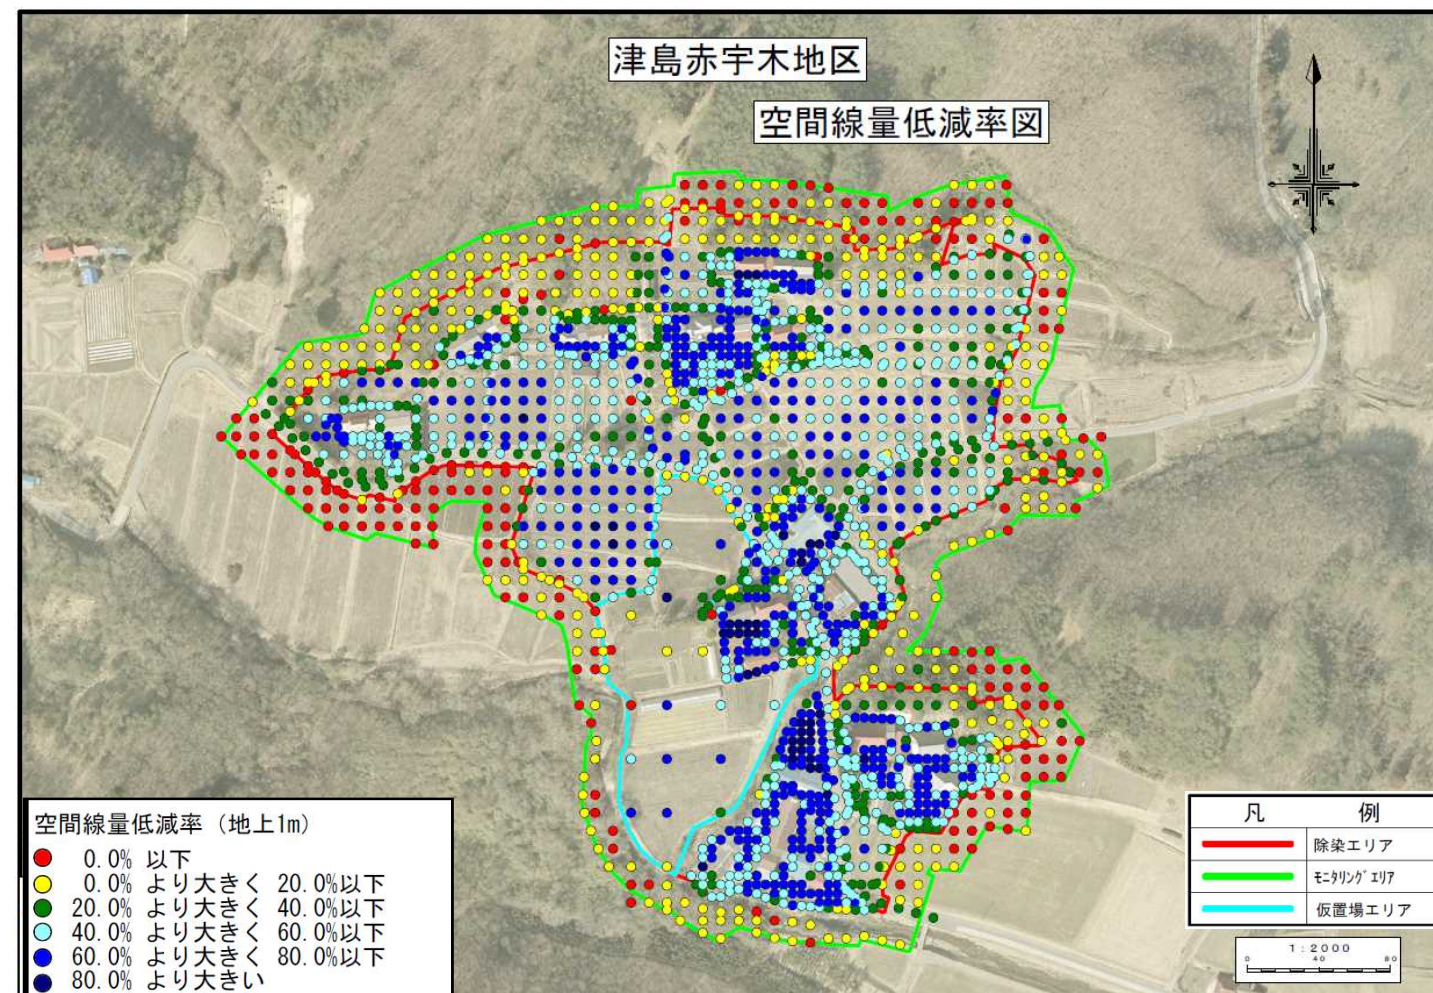 津島赤宇木地区
空間線量低減率図
空間線量低減率 (地上1m)
0.0% 以下
0.0% より大きく 20.0%以下
20.0% より大きく 40.0%以下
40.0% より大きく 60.0%以下
60.0% より大きく 80.0%以下
80.0% より大きい
凡 例
除染エリア
モニタリングエリア
仮置場エリア
1:2000
0 40 80